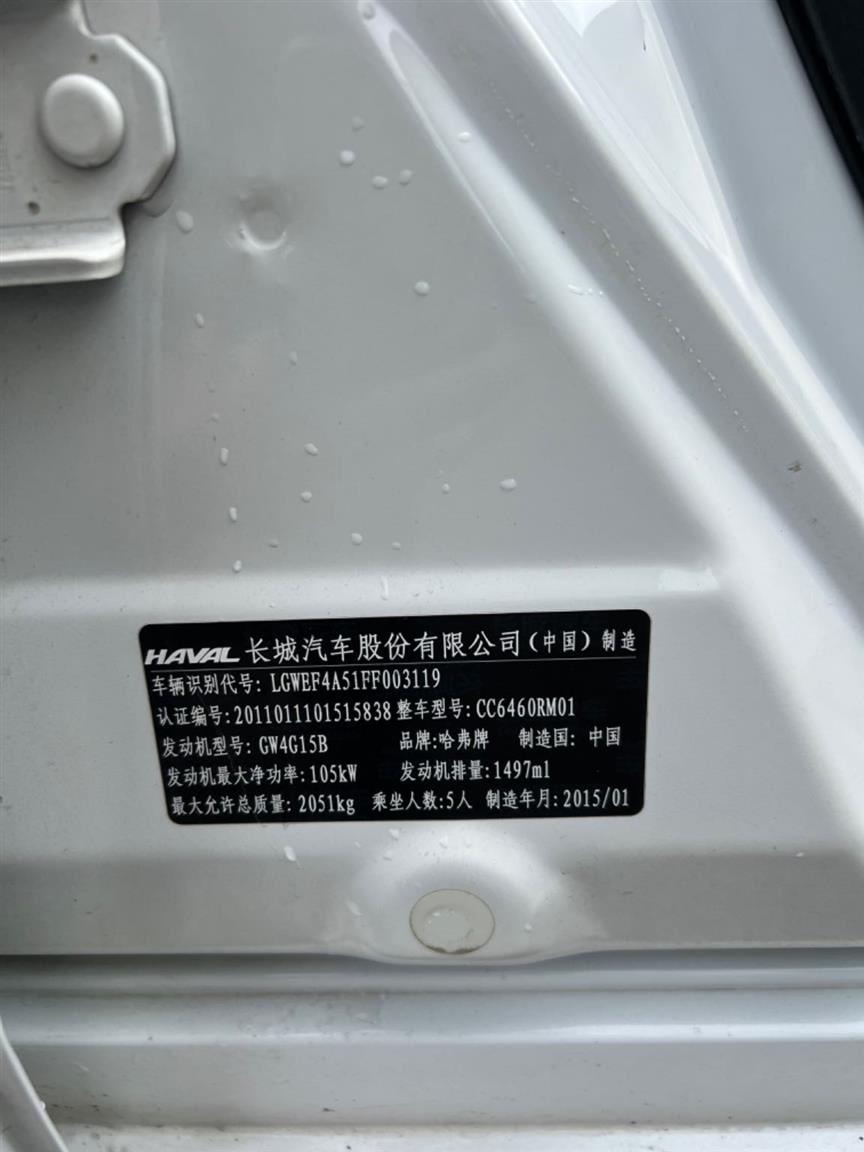 HAVAL 长城汽车股份有限公司(中国)制造
车辆识别代号: LGWEF4A51FF003119
认证编号:2011011101515838 整车型号:CC6460RM01
发动机型号: GW4G15B 品牌:哈弗牌 制造国: 中国
发动机最大净功率:105kW 发动机排量:1497ml
最大允许总质量: 2051kg 乘坐人数:5人 制造年月:2015/01